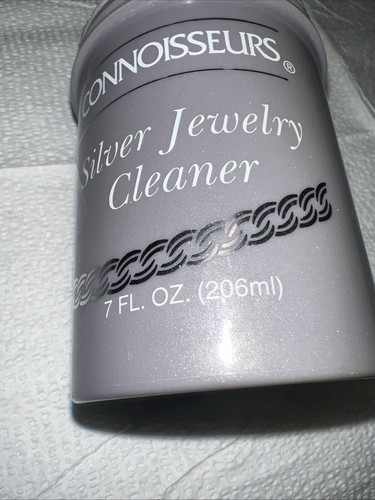 CONNOISSEURS®
Silver Jewelry
Cleaner
7 FL. OZ. (206ml)